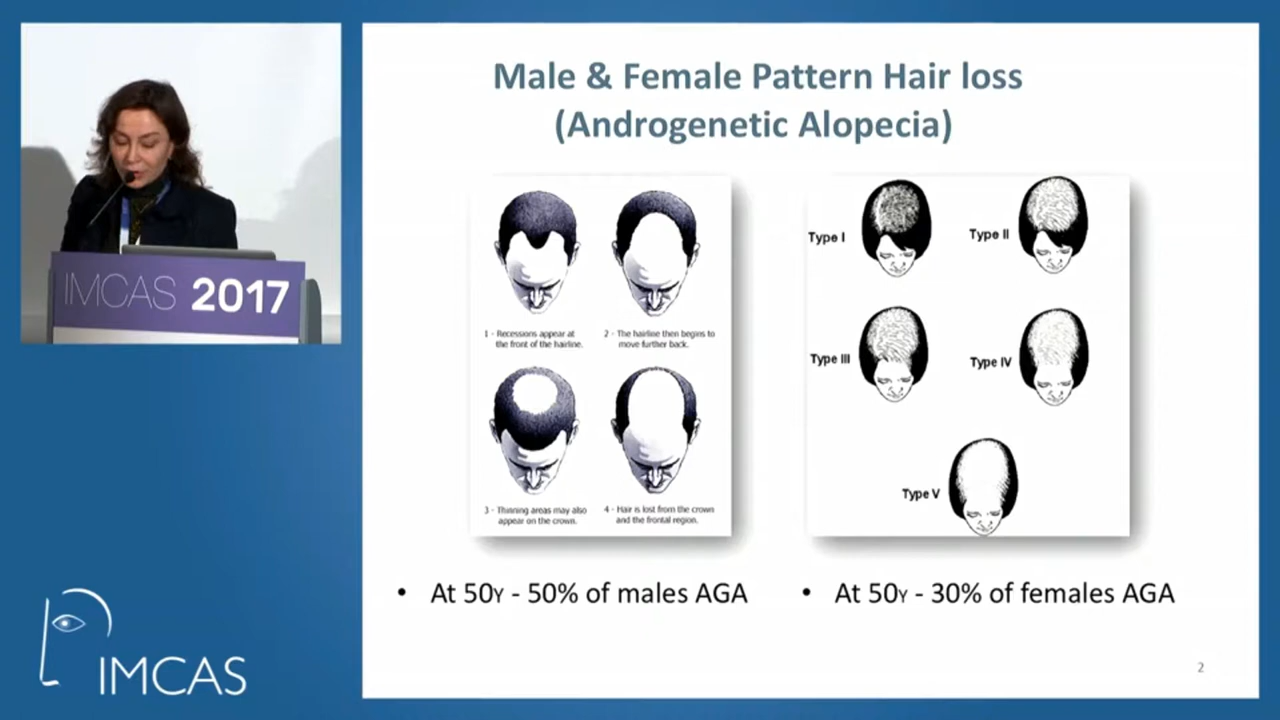 IMCAS 2017
IMCAS
Male & Female Pattern Hair loss
(Androgenetic Alopecia)
1 - Recessions appear at
the front of the hairline.
2 - The hairline then begins to
move further back.
3 - Thinning areas may also
appear on the crown.
4 - Hair is lost from the crown
and the frontal region.
Type I
Type II
Type III
Type IV
Type V
• At 50Y - 50% of males AGA
• At 50Y - 30% of females AGA
2